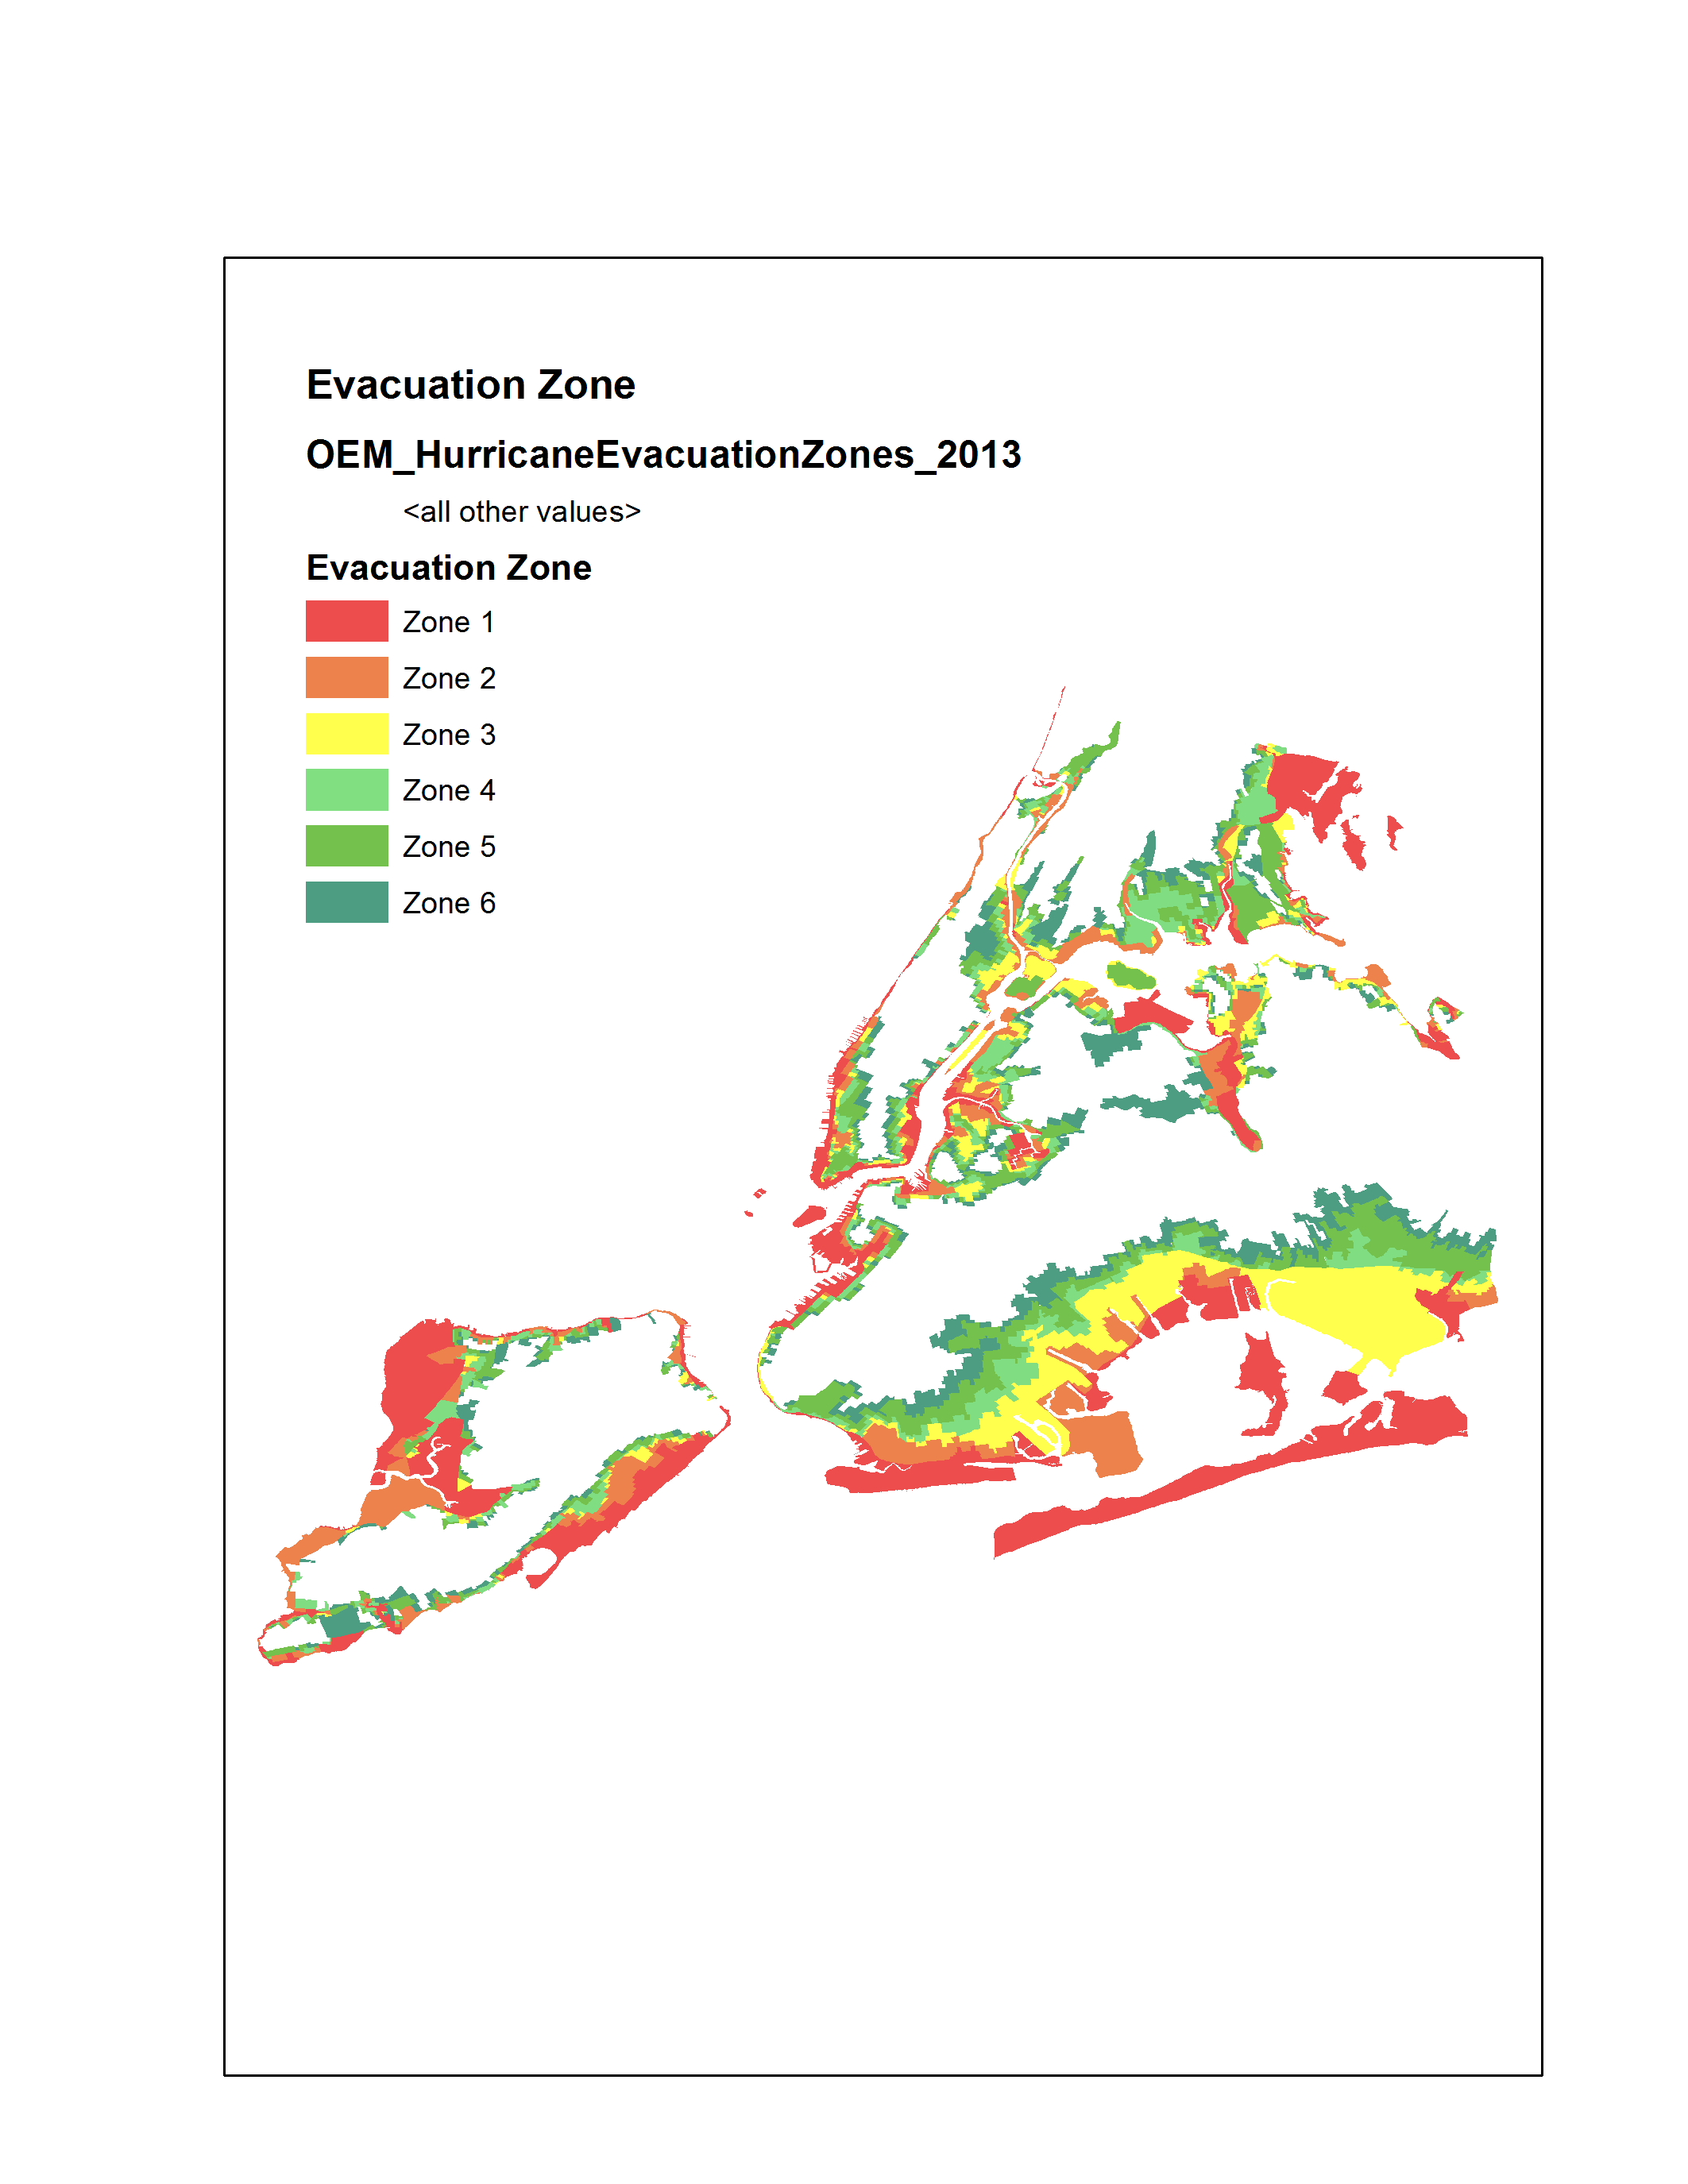 Evacuation Zone
OEM_HurricaneEvacuationZones_2013
<all other values>
Evacuation Zone
Zone 1
Zone 2
Zone 3
Zone 4
Zone 5
Zone 6